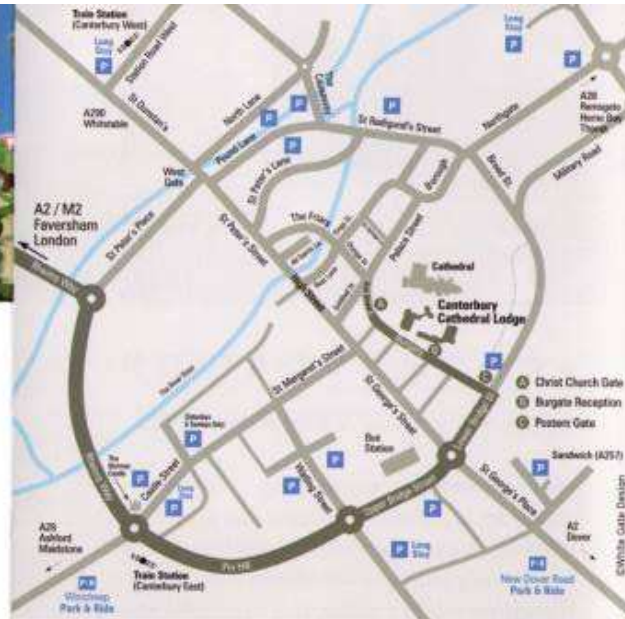 Train Station
(Canterbury West)
Long
Stay
P
Station Road West
A290
Whitstable
St Dunstan's
North Lane
Pound Lane
The Causeway
P
P
P
P
St Radigund's Street
Long
Stay
P
P
Northgate
A28
Ramsgate
Herne Bay
Thanet
Military Road
Broad St.
Borough
West
Gate
St Peter's Lane
St Peter's Place
St Peter's Street
The Friars
Palace Street
High Street
A2 / M2
Faversham
London
Cathedral
Canterbury
Cathedral Lodge
A
B
C
P
A Christ Church Gate
B Burgate Reception
C Postern Gate
St Margaret's Street
St George's Street
Bus
Station
P
Castle Street
P
P
Watling Street
P
P
Upper Bridge Street
P
P Long
Stay
St George's Place
P
Sandwich (A257)
A2
Dover
A28
Ashford
Maidstone
Train Station
(Canterbury East)
Pin Hill
Wincheap
Park & Ride
New Dover Road
Park & Ride
©White Gate Design